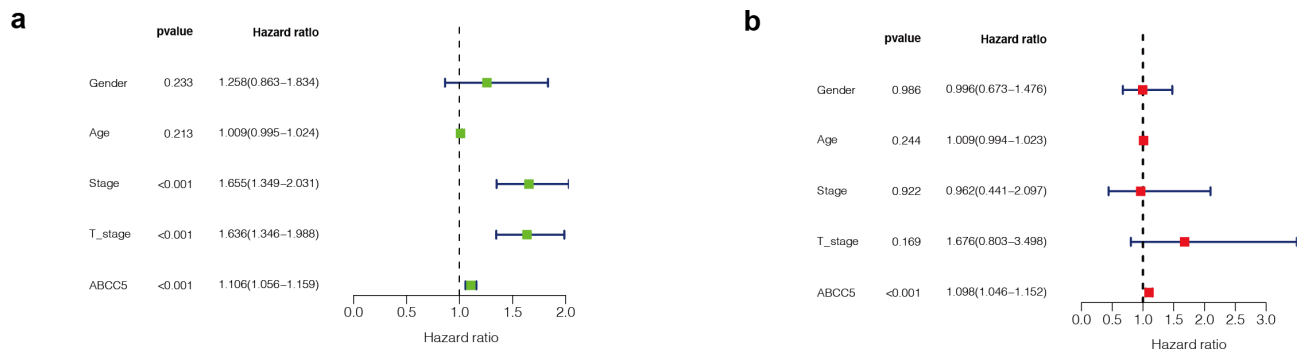 a
pvalue Hazard ratio
Gender 0.233 1.258(0.863−1.834)
Age 0.213 1.009(0.995−1.024)
Stage <0.001 1.655(1.349−2.031)
T_stage <0.001 1.636(1.346−1.988)
ABCC5 <0.001 1.106(1.056−1.159)
0.0 0.5 1.0 1.5 2.0
Hazard ratio
b
pvalue Hazard ratio
Gender 0.986 0.996(0.673−1.476)
Age 0.244 1.009(0.994−1.023)
Stage 0.922 0.962(0.441−2.097)
T_stage 0.169 1.676(0.803−3.498)
ABCC5 <0.001 1.098(1.046−1.152)
0.0 0.5 1.0 1.5 2.0 2.5 3.0
Hazard ratio